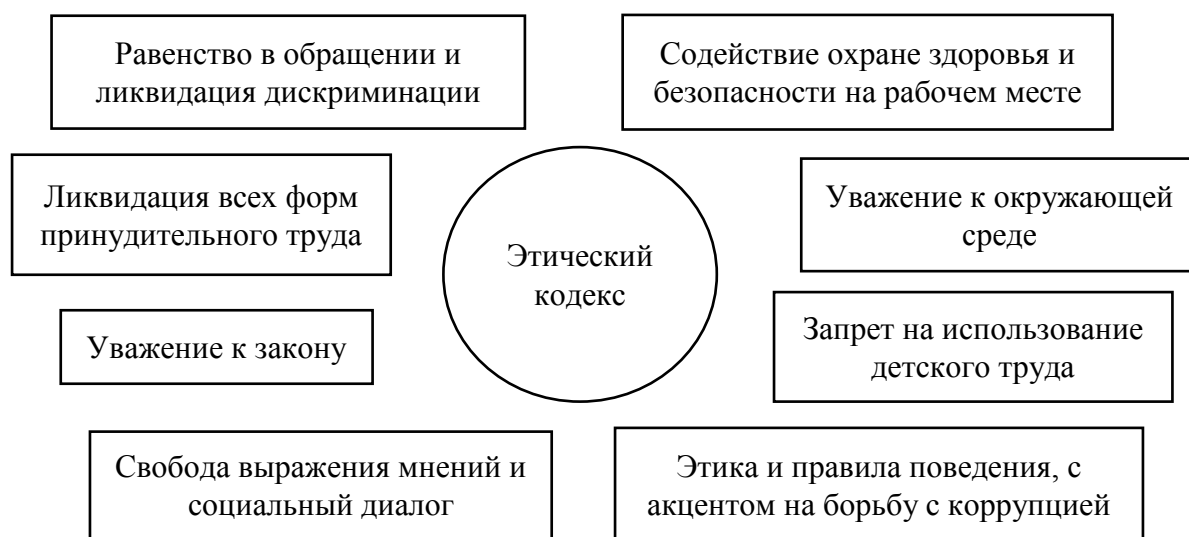 Равенство в обращении и
ликвидация дискриминации
Содействие охране здоровья и
безопасности на рабочем месте
Ликвидация всех форм
принудительного труда
Этический
кодекс
Уважение к окружающей
среде
Уважение к закону
Запрет на использование
детского труда
Свобода выражения мнений и
социальный диалог
Этика и правила поведения, с
акцентом на борьбу с коррупцией